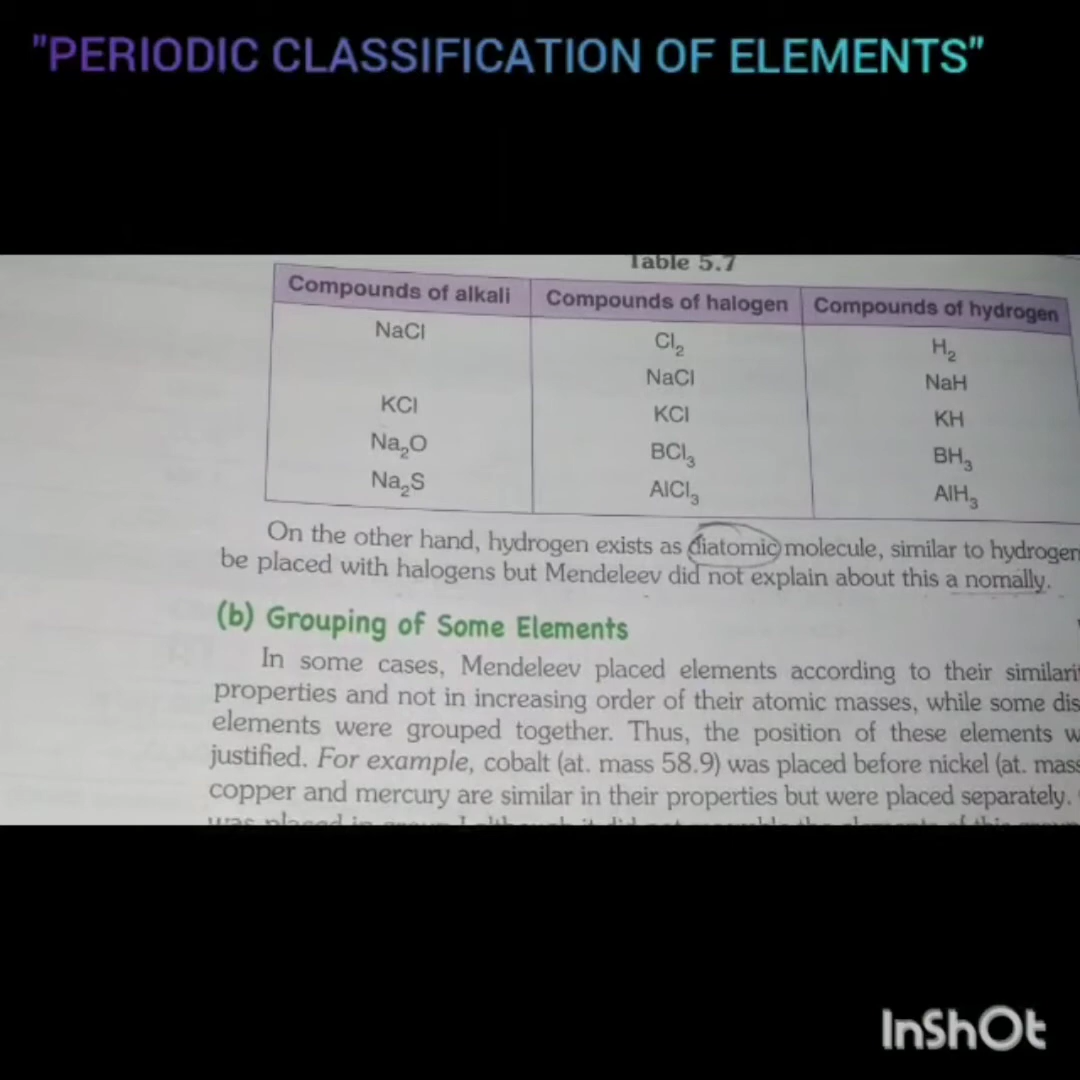 "PERIODIC CLASSIFICATION OF ELEMENTS"
Table 5.7
Compounds of alkali Compounds of halogen Compounds of hydrogen
NaCl Cl₂ H₂
NaCl NaH
KCl KCl KH
Na₂O BCl₃ BH₃
Na₂S AlCl₃ AlH₃
On the other hand, hydrogen exists as diatomic molecule, similar to hydrogen
be placed with halogens but Mendeleev did not explain about this a nomally.
(b) Grouping of Some Elements
In some cases, Mendeleev placed elements according to their similarit
properties and not in increasing order of their atomic masses, while some dis
elements were grouped together. Thus, the position of these elements w
justified. For example, cobalt (at. mass 58.9) was placed before nickel (at. mass
copper and mercury are similar in their properties but were placed separately.
InShOt